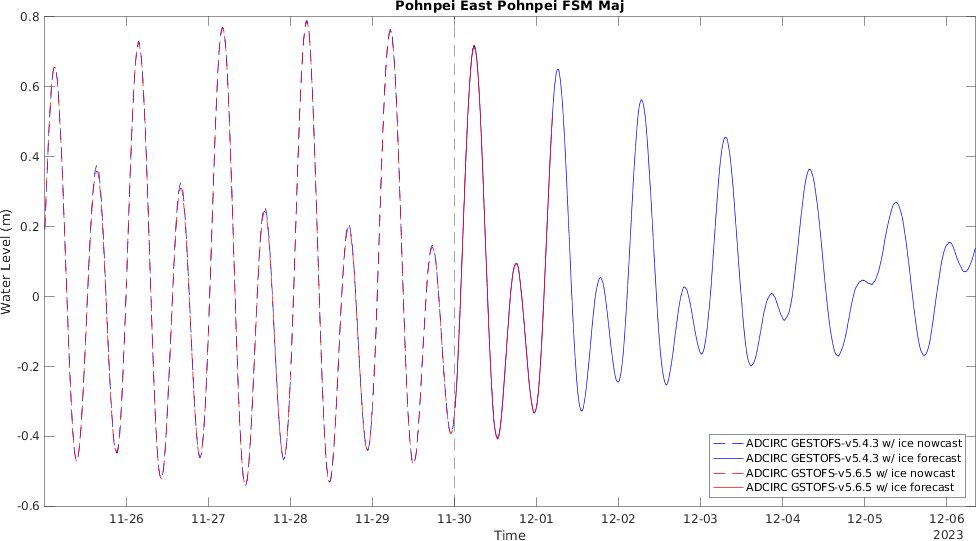 Pohnpei East Pohnpei FSM Maj
0.8
0.6
0.4
0.2
0
-0.2
-0.4
-0.6
Water Level (m)
ADCIRC GESTOFS-v5.4.3 w/ ice nowcast
ADCIRC GESTOFS-v5.4.3 w/ ice forecast
ADCIRC GSTOFS-v5.6.5 w/ ice nowcast
ADCIRC GSTOFS-v5.6.5 w/ ice forecast
11-26 11-27 11-28 11-29 11-30 12-01 12-02 12-03 12-04 12-05 12-06
Time
2023